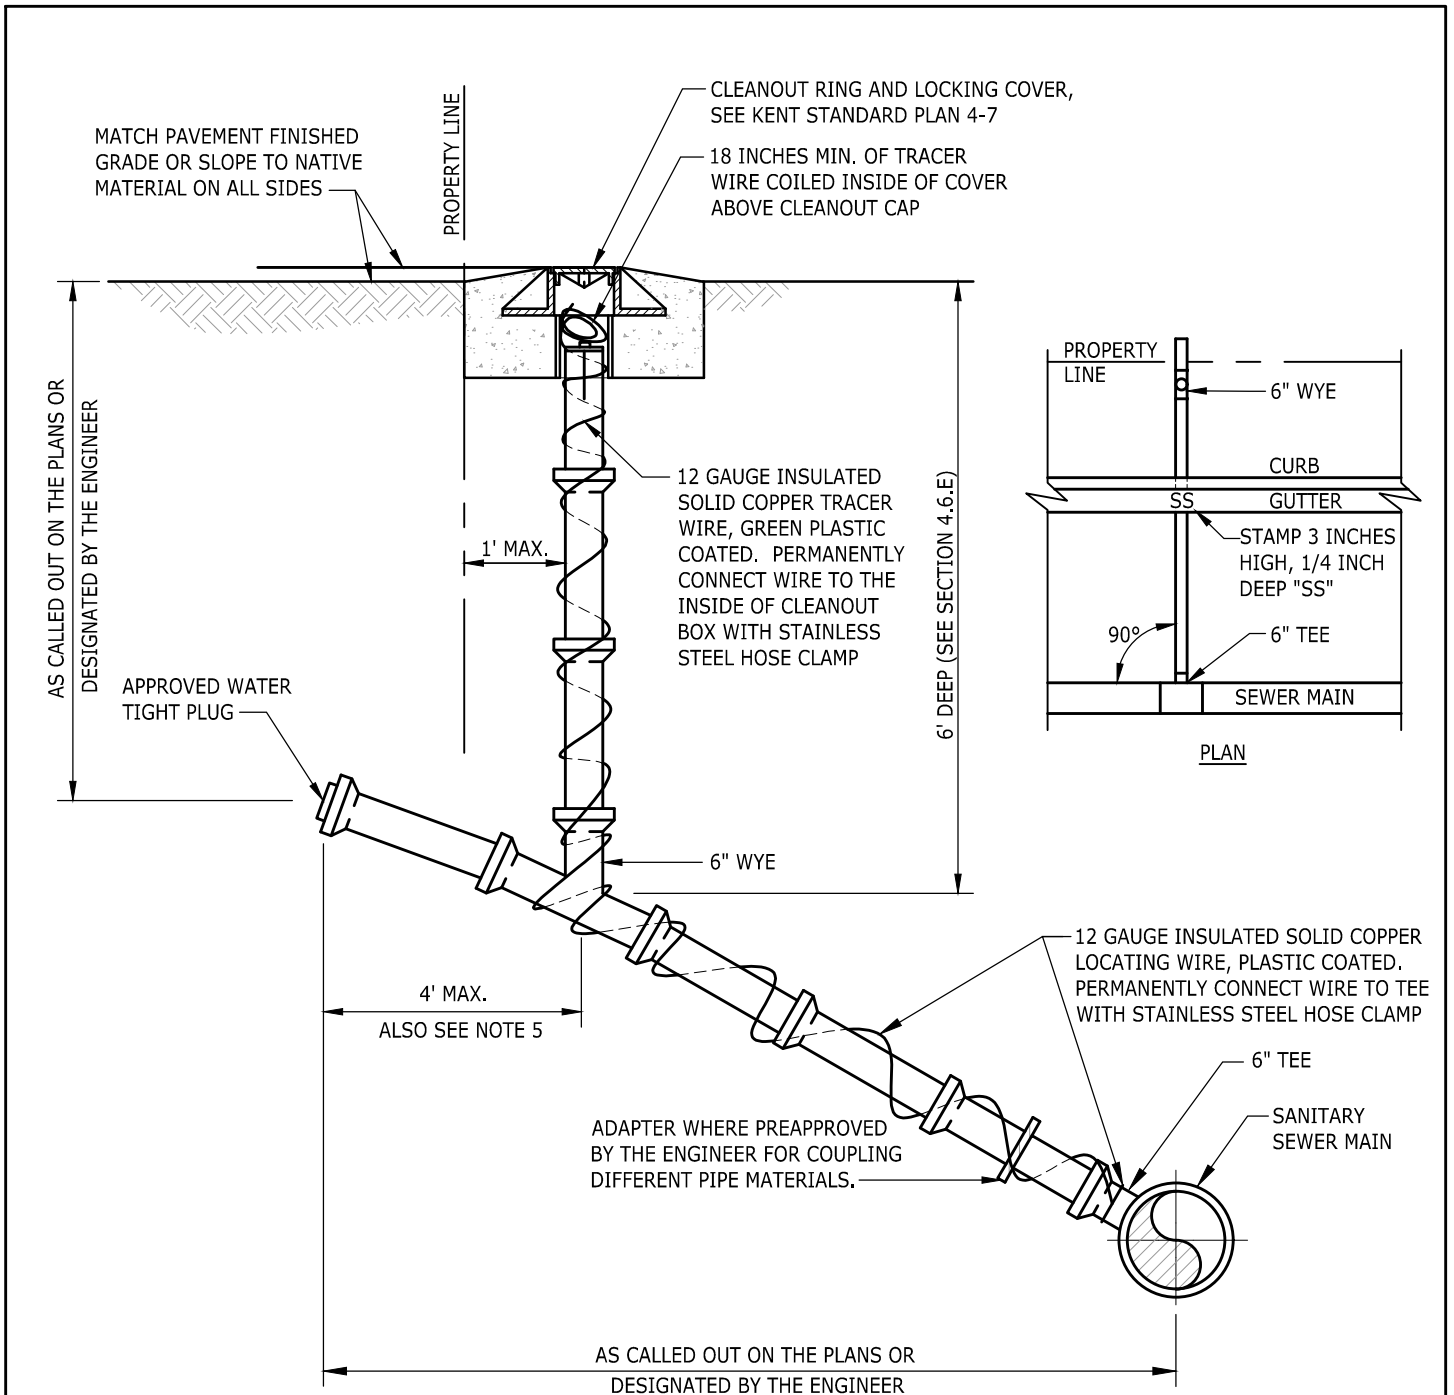 CLEANOUT RING AND LOCKING COVER,
SEE KENT STANDARD PLAN 4-7
MATCH PAVEMENT FINISHED
GRADE OR SLOPE TO NATIVE
MATERIAL ON ALL SIDES
PROPERTY LINE
18 INCHES MIN. OF TRACER
WIRE COILED INSIDE OF COVER
ABOVE CLEANOUT CAP
AS CALLED OUT ON THE PLANS OR
DESIGNATED BY THE ENGINEER
12 GAUGE INSULATED
SOLID COPPER TRACER
WIRE, GREEN PLASTIC
COATED. PERMANENTLY
CONNECT WIRE TO THE
INSIDE OF CLEANOUT
BOX WITH STAINLESS
STEEL HOSE CLAMP
1' MAX.
6' DEEP (SEE SECTION 4.6.E)
PROPERTY
LINE
6" WYE
CURB
SS
GUTTER
STAMP 3 INCHES
HIGH, 1/4 INCH
DEEP "SS"
90°
6" TEE
SEWER MAIN
PLAN
APPROVED WATER
TIGHT PLUG
6" WYE
4' MAX.
ALSO SEE NOTE 5
12 GAUGE INSULATED SOLID COPPER
LOCATING WIRE, PLASTIC COATED.
PERMANENTLY CONNECT WIRE TO TEE
WITH STAINLESS STEEL HOSE CLAMP
6" TEE
SANITARY
SEWER MAIN
ADAPTER WHERE PREAPPROVED
BY THE ENGINEER FOR COUPLING
DIFFERENT PIPE MATERIALS.
AS CALLED OUT ON THE PLANS OR
DESIGNATED BY THE ENGINEER